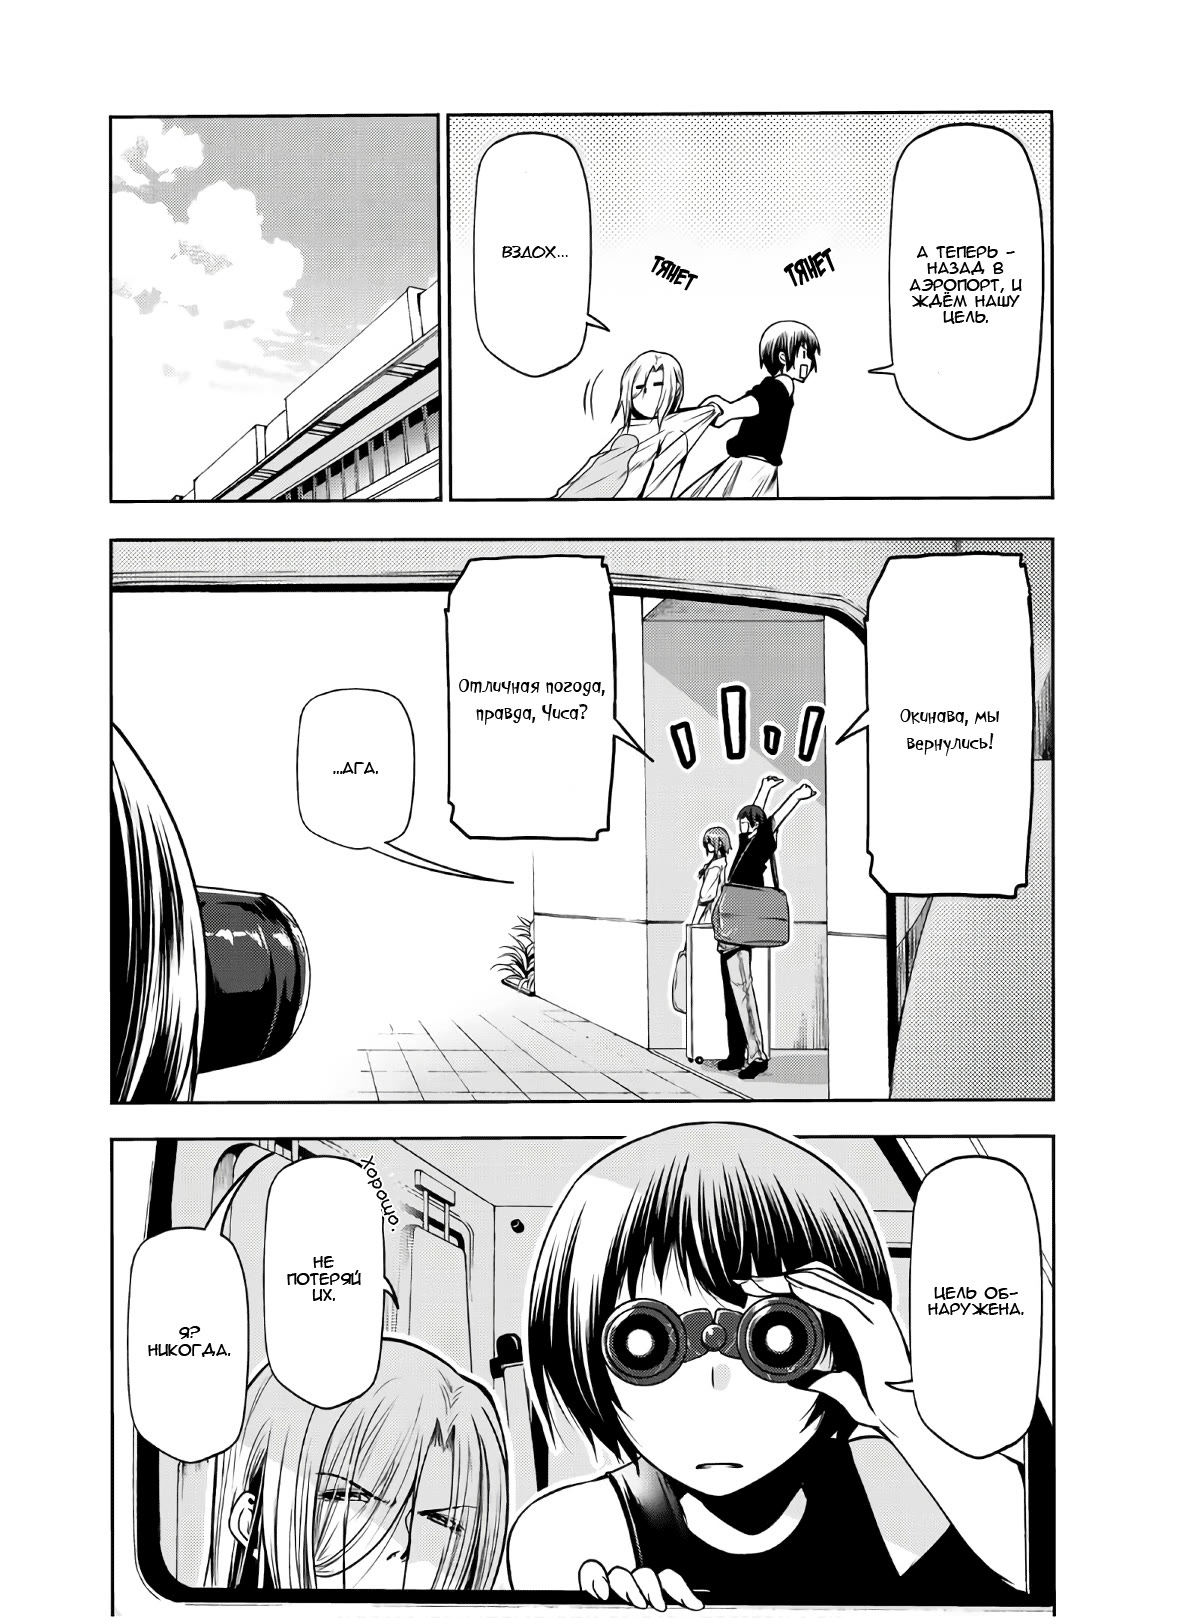 А ТЕПЕРЬ -
НАЗАД В
АЭРОПОРТ, И
ЖДЁМ НАШУ
ЦЕЛЬ.
ТЯНЕТ
ТЯНЕТ
ВЗДОХ...
Окинава, мы
вернулись!
Отличная погода,
правда, Чиса?
...АГА.
ЦЕЛЬ ОБ-
НАРУЖЕНА.
Хорошо.
НЕ
ПОТЕРЯЙ
ИХ.
Я?
НИКОГДА.